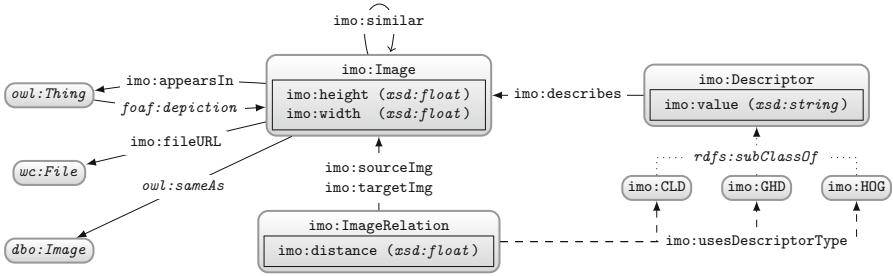 imo:similar
imo:Image
imo:height (xsd:float)
imo:width (xsd:float)
imo:Descriptor
imo:value (xsd:string)
imo:describes
owl:Thing
imo:appearsIn
foaf:depiction
imo:fileURL
wc:File
owl:sameAs
dbo:Image
imo:sourceImg
imo:targetImg
imo:ImageRelation
imo:distance (xsd:float)
rdfs:subClassOf
imo:CLD
imo:GHD
imo:HOG
imo:usesDescriptorType